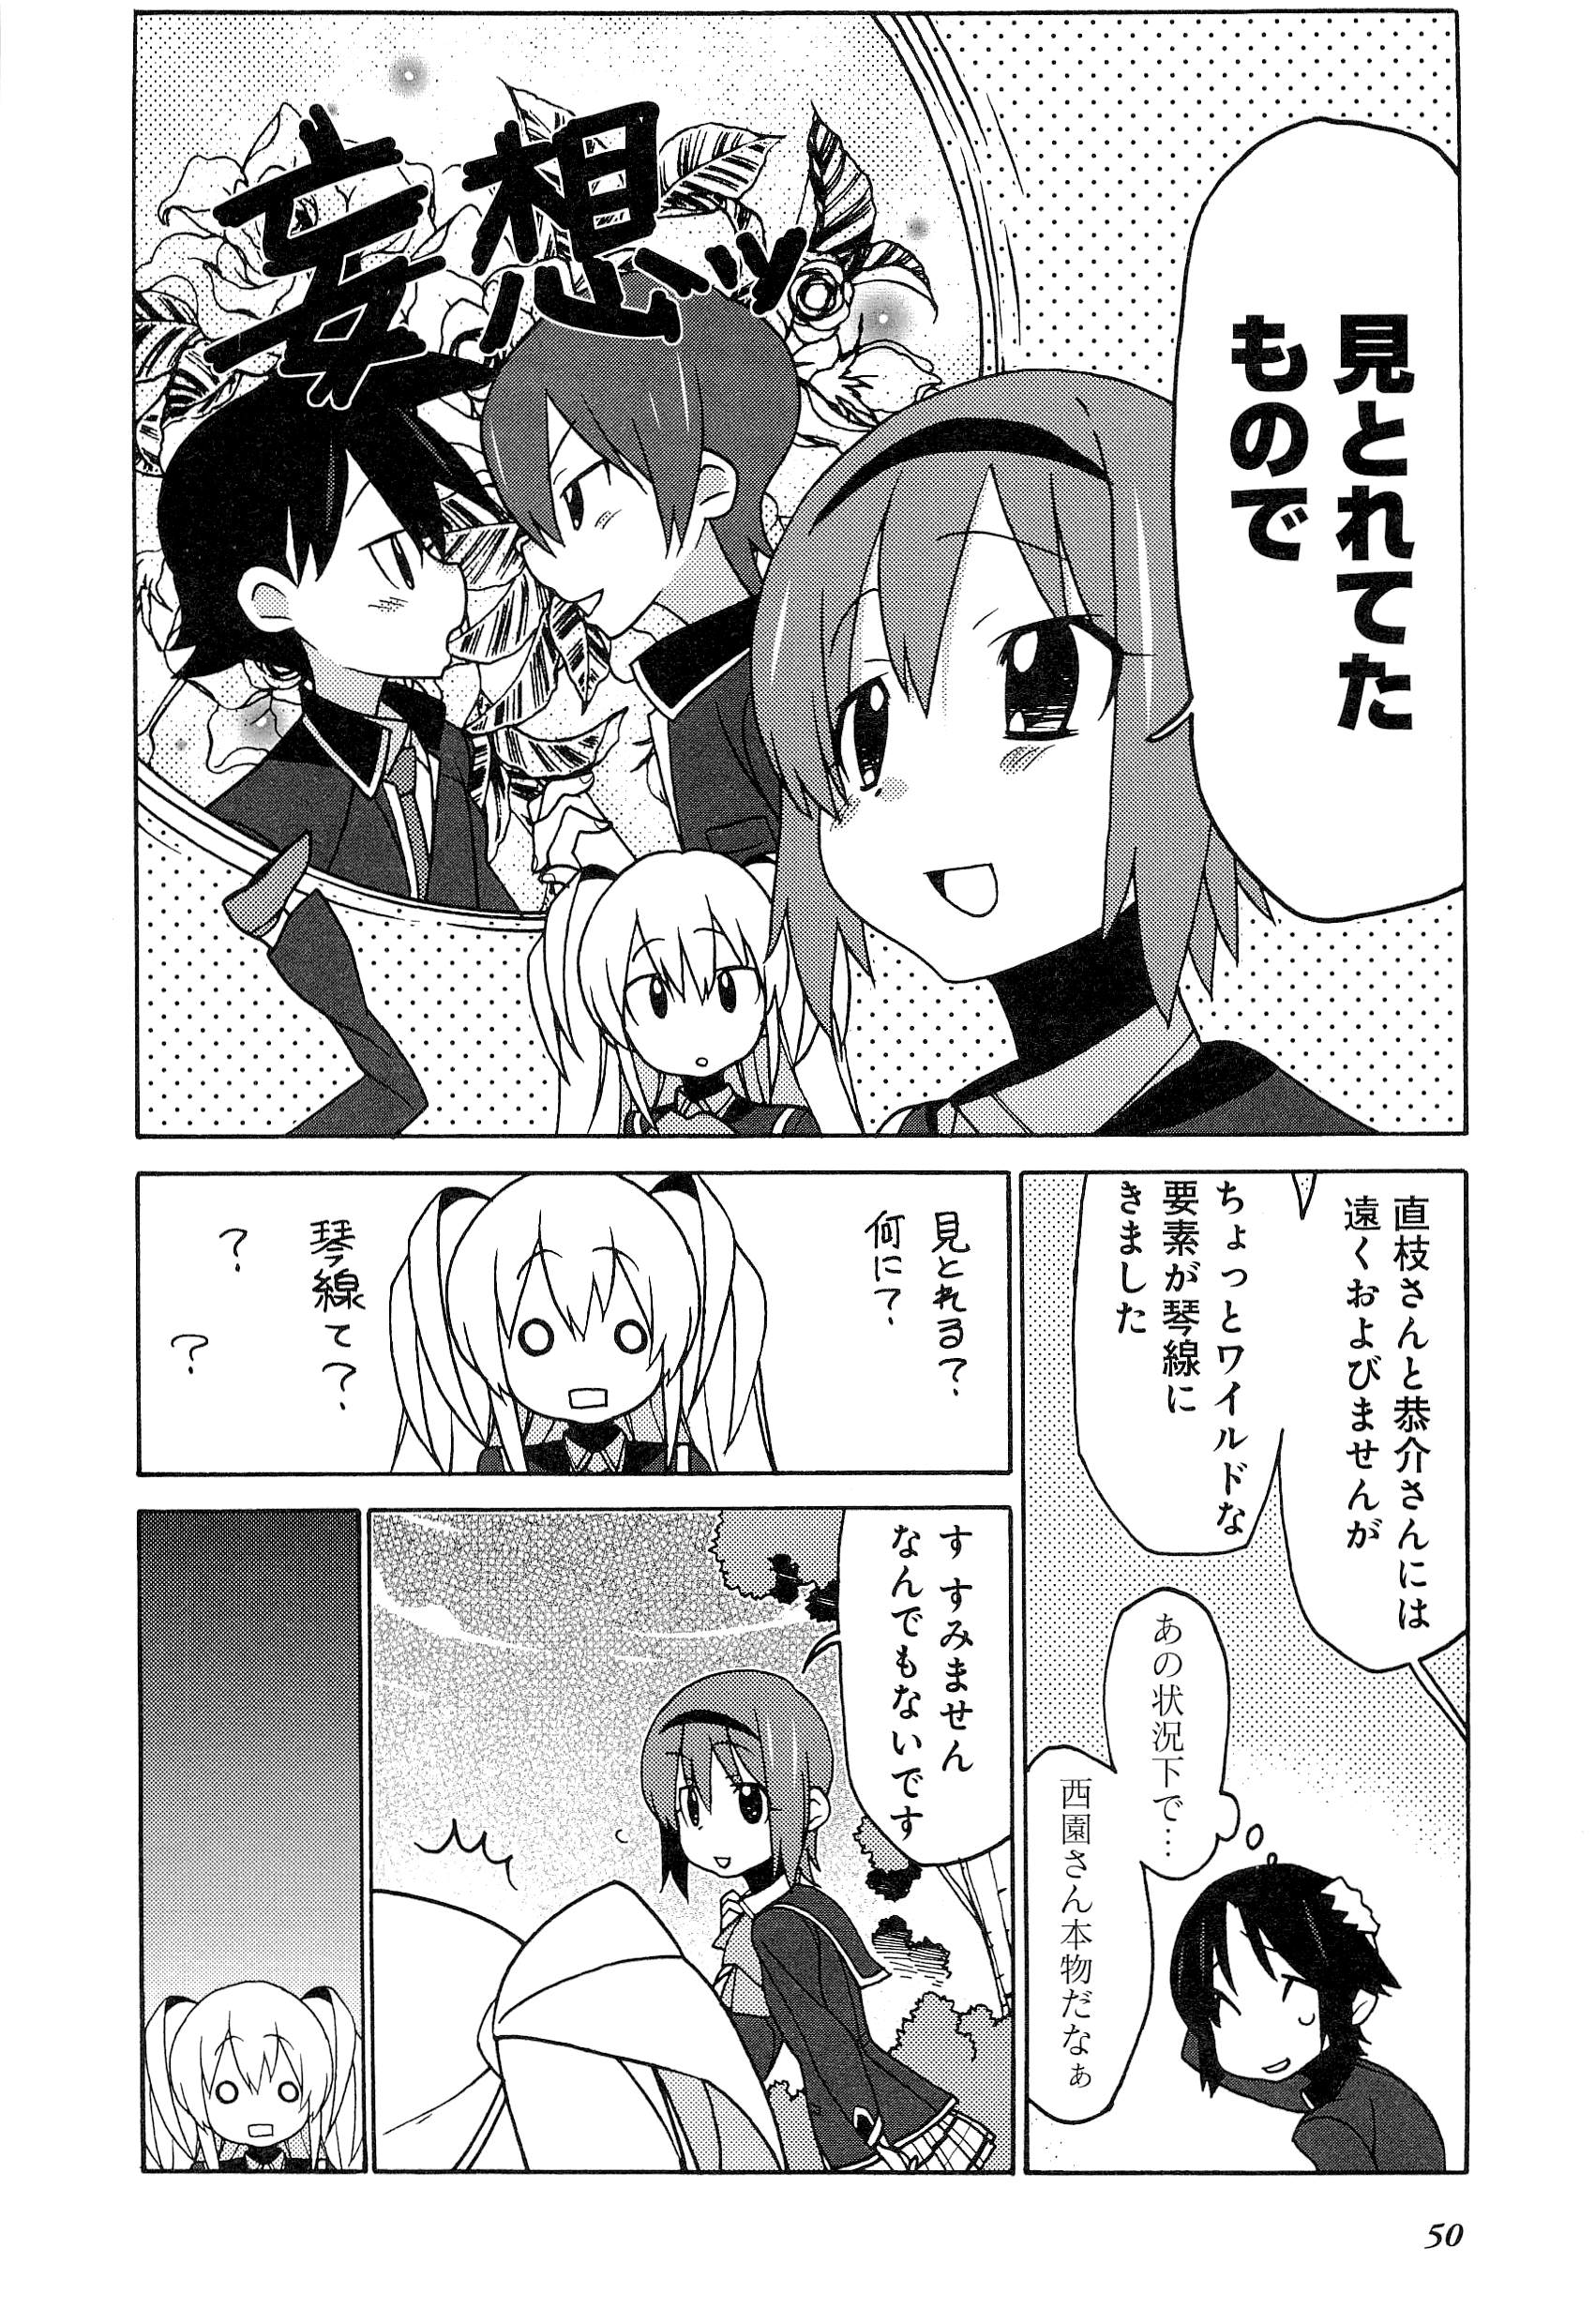 見とれてた
もので
妄想ッ
直枝さんと恭介さんには
遠くおよびませんが
ちょっとワイルドな
要素が琴線に
きました
あの状況下で…
西園さん本物だなぁ
見とれる?
何に?
琴線て?
?
?
す すみません
なんでもないです
50